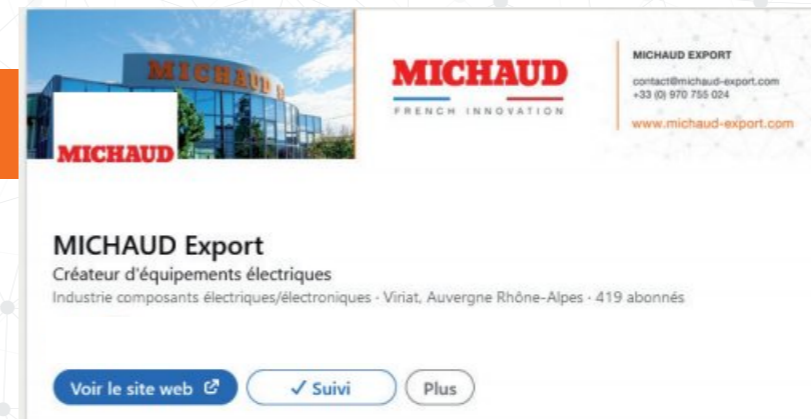 MICHAUD
MICHAUD
FRENCH INNOVATION
MICHAUD EXPORT
contact@michaud-export.com
+33 (0) 970 755 024
www.michaud-export.com
MICHAUD
MICHAUD Export
Créateur d'équipements électriques
Industrie composants électriques/électroniques · Viriat, Auvergne Rhône-Alpes · 419 abonnés
Voir le site web
✓ Suivi
Plus